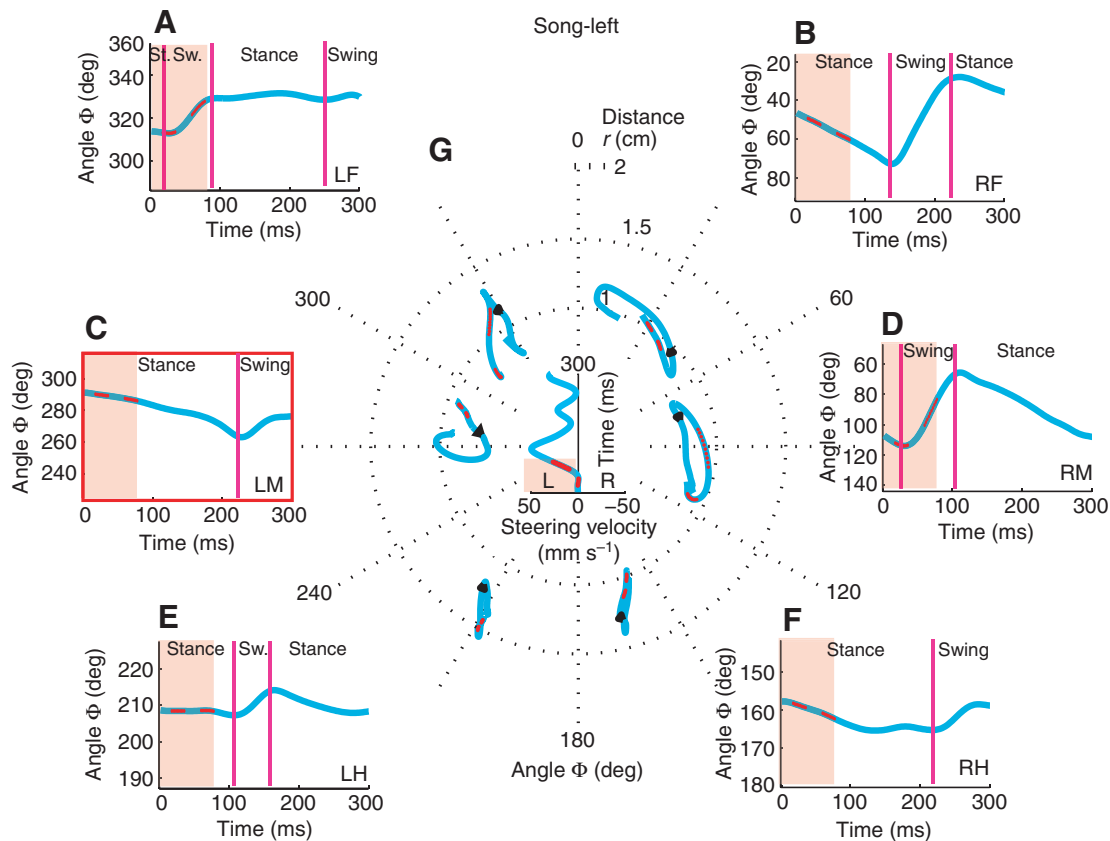 Song-left
A
360
340
320
300
Angle Φ (deg)
St. Sw. Stance Swing
LF
0 100 200 300
Time (ms)
B
20
40
60
80
Angle Φ (deg)
Stance Swing Stance
RF
0 100 200 300
Time (ms)
G
Distance
r (cm)
0
2
1.5
1
300
60
240
120
180
Angle Φ (deg)
300
Time (ms)
L R
50 0 –50
Steering velocity
(mm s–1)
C
300
280
260
240
Angle Φ (deg)
Stance Swing
LM
0 100 200 300
Time (ms)
D
60
80
100
120
140
Angle Φ (deg)
Swing Stance
RM
0 100 200 300
Time (ms)
E
220
210
200
190
Angle Φ (deg)
Stance Sw. Stance
LH
0 100 200 300
Time (ms)
F
150
160
170
180
Angle Φ (deg)
Stance Swing
RH
0 100 200 300
Time (ms)